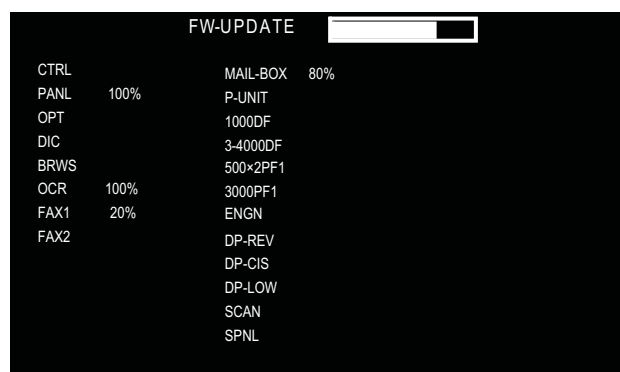 FW-UPDATE
CTRL
PANL 100%
OPT
DIC
BRWS
OCR 100%
FAX1 20%
FAX2
MAIL-BOX 80%
P-UNIT
1000DF
3-4000DF
500×2PF1
3000PF1
ENGN
DP-REV
DP-CIS
DP-LOW
SCAN
SPNL